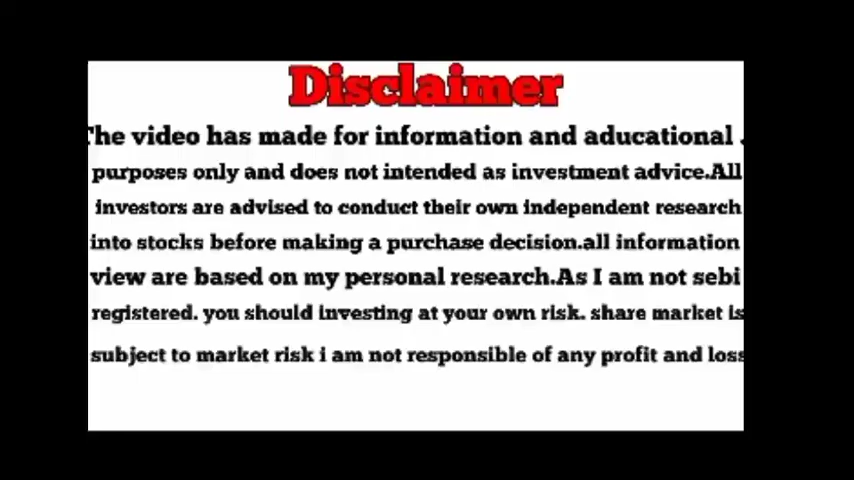 Disclaimer
The video has made for information and aducational .
purposes only and does not intended as investment advice.All
investors are advised to conduct their own independent research
into stocks before making a purchase decision.all information
view are based on my personal research.As I am not sebi
registered. you should investing at your own risk. share market is
subject to market risk i am not responsible of any profit and loss